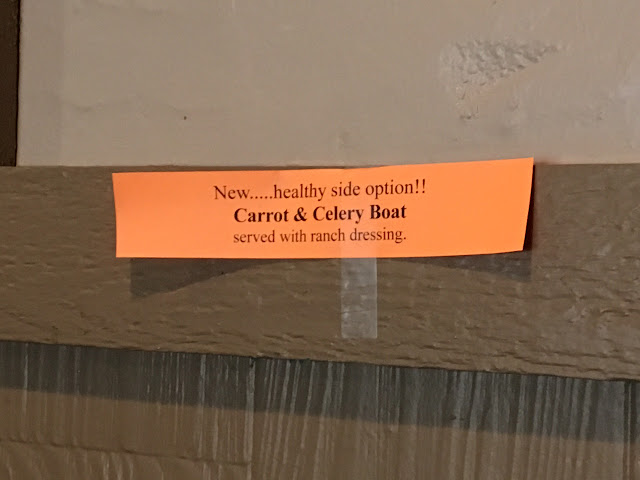 New.....healthy side option!!
Carrot & Celery Boat
served with ranch dressing.